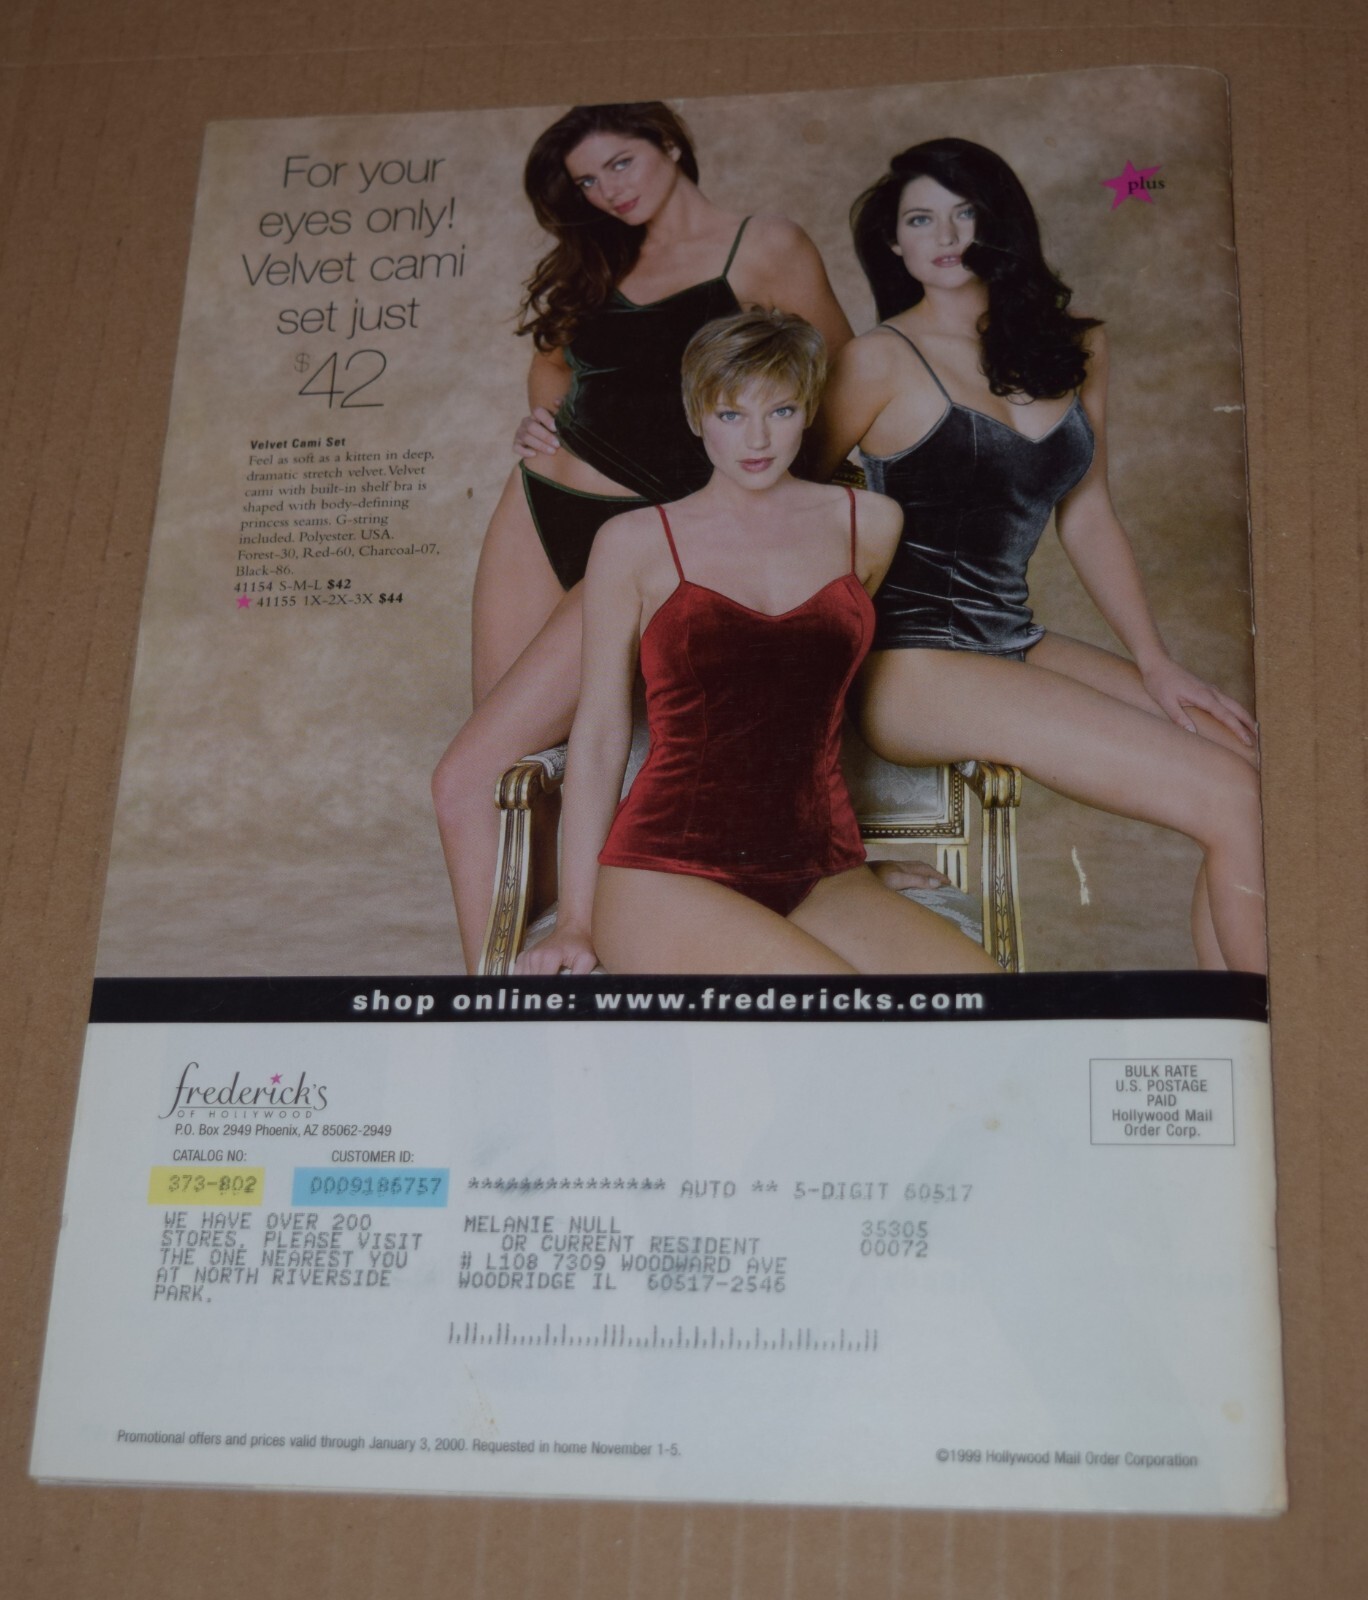 For your
eyes only!
Velvet cami
set just
$42
plus
Velvet Cami Set
Feel as soft as a kitten in deep,
dramatic stretch velvet. Velvet
cami with built-in shelf bra is
shaped with body-defining
princess seams. G-string
included. Polyester. USA.
Forest-30, Red-60, Charcoal-07,
Black-86.
41154 S-M-L $42
41155 1X-2X-3X $44
shop online: www.fredericks.com
frederick's
OF HOLLYWOOD
P.O. Box 2949 Phoenix, AZ 85062-2949
BULK RATE
U.S. POSTAGE
PAID
Hollywood Mail
Order Corp.
CATALOG NO: CUSTOMER ID:
373-802 0009186757 *************** AUTO ** 5-DIGIT 60517
WE HAVE OVER 200
STORES. PLEASE VISIT
THE ONE NEAREST YOU
AT NORTH RIVERSIDE
PARK.
MELANIE NULL 35305
OR CURRENT RESIDENT 00072
# L108 7309 WOODWARD AVE
WOODRIDGE IL 60517-2546
Promotional offers and prices valid through January 3, 2000. Requested in home November 1-5.
©1999 Hollywood Mail Order Corporation